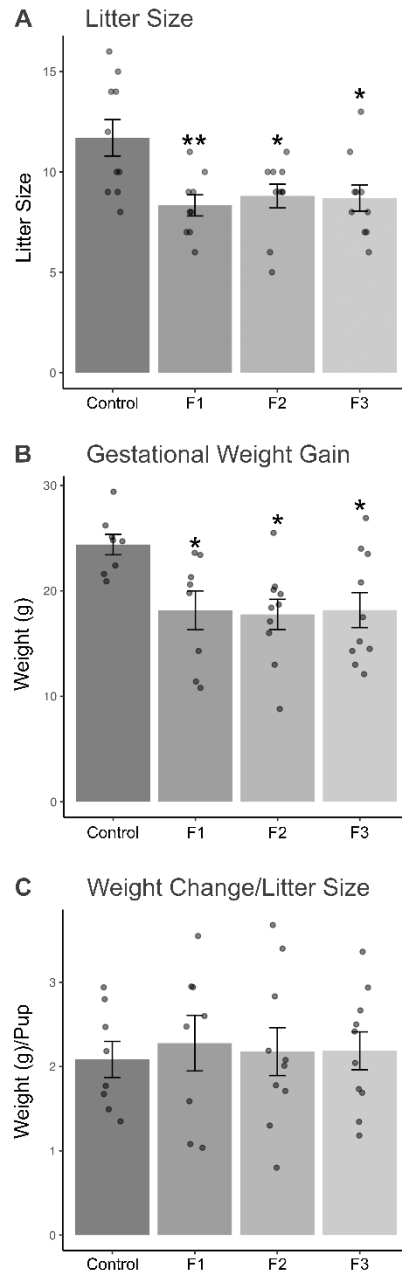 A Litter Size
Litter Size
15
10
5
0
**
*
*
Control F1 F2 F3
B Gestational Weight Gain
Weight (g)
30
20
10
0
*
*
*
Control F1 F2 F3
C Weight Change/Litter Size
Weight (g)/Pup
3
2
1
0
Control F1 F2 F3